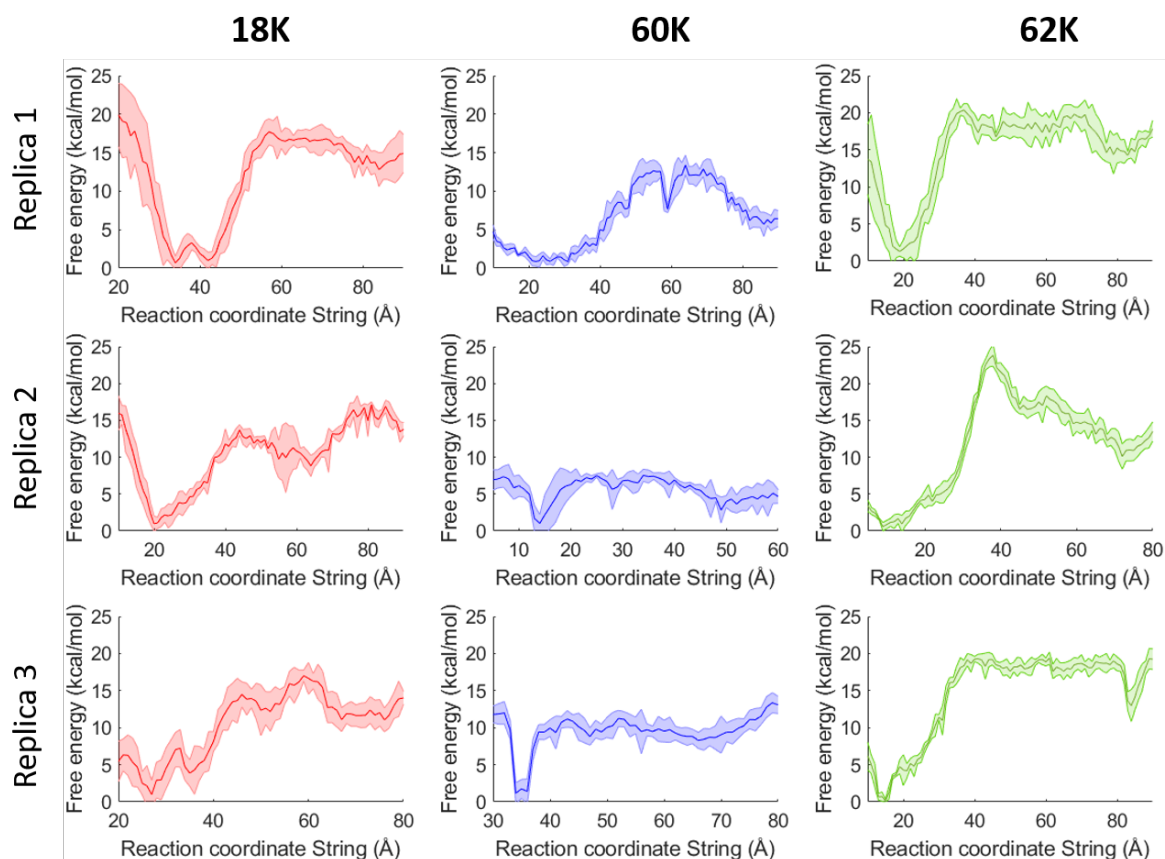 18K 60K 62K
Replica 1
Free energy (kcal/mol)
25
20
15
10
5
0
20 40 60 80
Reaction coordinate String (Å)
Free energy (kcal/mol)
25
20
15
10
5
0
20 40 60 80
Reaction coordinate String (Å)
Free energy (kcal/mol)
25
20
15
10
5
0
20 40 60 80
Reaction coordinate String (Å)
Replica 2
Free energy (kcal/mol)
25
20
15
10
5
0
20 40 60 80
Reaction coordinate String (Å)
Free energy (kcal/mol)
25
20
15
10
5
0
10 20 30 40 50 60
Reaction coordinate String (Å)
Free energy (kcal/mol)
25
20
15
10
5
0
20 40 60 80
Reaction coordinate String (Å)
Replica 3
Free energy (kcal/mol)
25
20
15
10
5
0
20 40 60 80
Reaction coordinate String (Å)
Free energy (kcal/mol)
25
20
15
10
5
0
30 40 50 60 70 80
Reaction coordinate String (Å)
Free energy (kcal/mol)
25
20
15
10
5
0
20 40 60 80
Reaction coordinate String (Å)